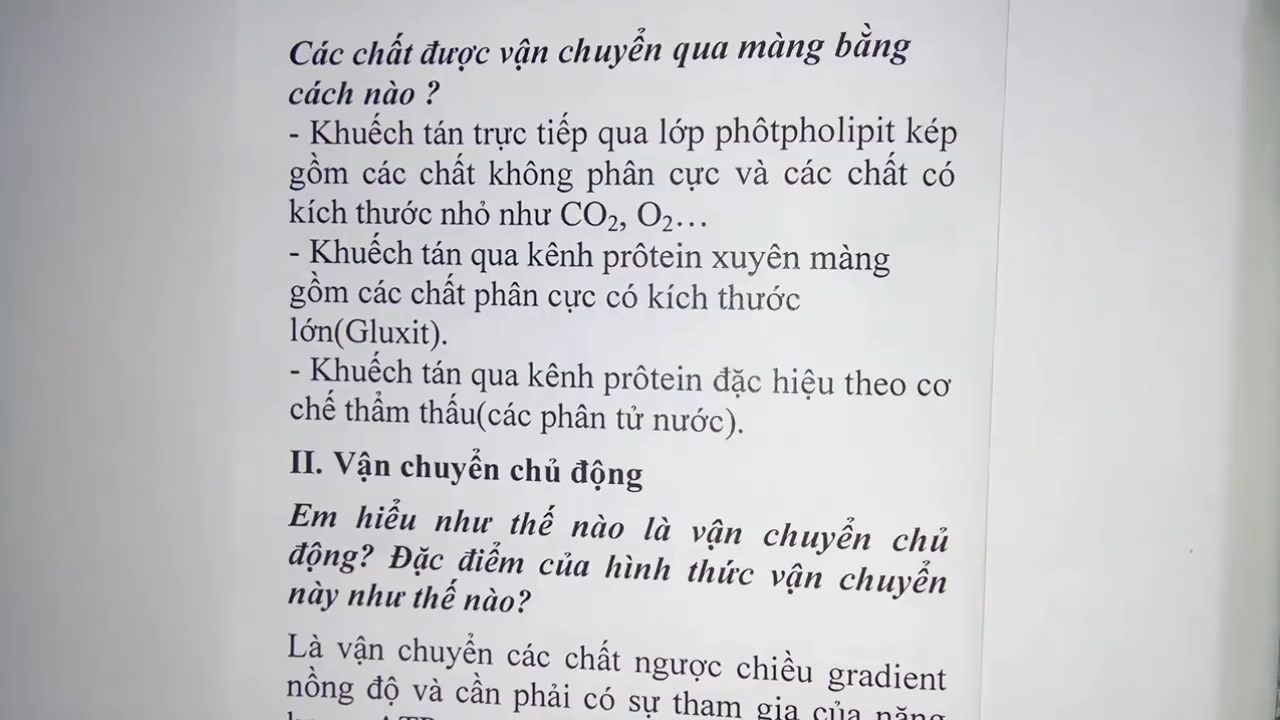 Các chất được vận chuyển qua màng bằng
cách nào ?
- Khuếch tán trực tiếp qua lớp phôtpholipit kép
gồm các chất không phân cực và các chất có
kích thước nhỏ như CO₂, O₂…
- Khuếch tán qua kênh prôtein xuyên màng
gồm các chất phân cực có kích thước
lớn(Gluxit).
- Khuếch tán qua kênh prôtein đặc hiệu theo cơ
chế thẩm thấu(các phân tử nước).
II. Vận chuyển chủ động
Em hiểu như thế nào là vận chuyển chủ
động? Đặc điểm của hình thức vận chuyển
này như thế nào?
Là vận chuyển các chất ngược chiều gradient
nồng độ và cần phải có sự tham gia của năng